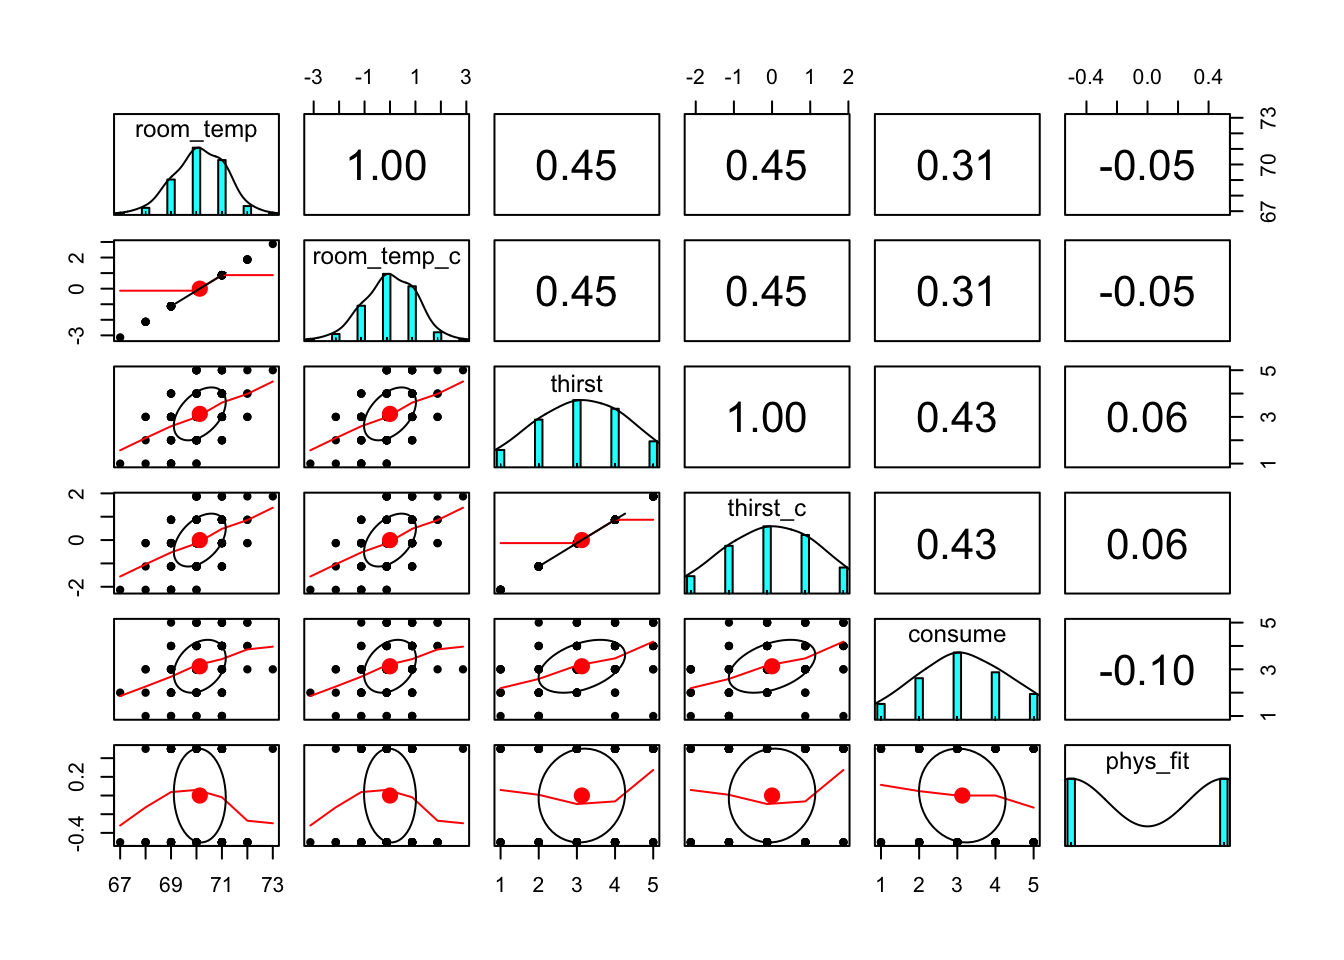 -3 -1 1 3 -2 -1 0 1 2 -0.4 0.0 0.4
room_temp 1.00 0.45 0.45 0.31 -0.05 67 70 73
-3 0 2 room_temp_c 0.45 0.45 0.31 -0.05
thirst 1.00 0.43 0.06 1 3 5
-2 0 2 thirst_c 0.43 0.06
consume -0.10 1 3 5
-0.4 0.2 phys_fit
67 69 71 73 1 2 3 4 5 1 2 3 4 5